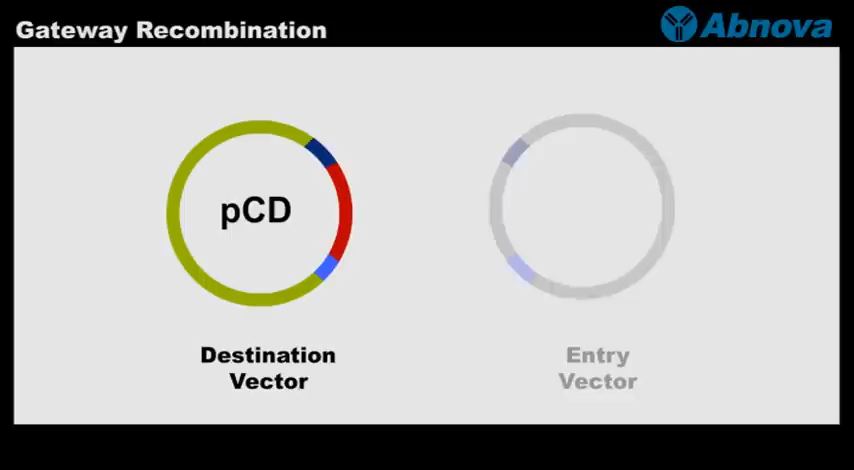 Gateway Recombination
Abnova
pCD
Destination
Vector
Entry
Vector